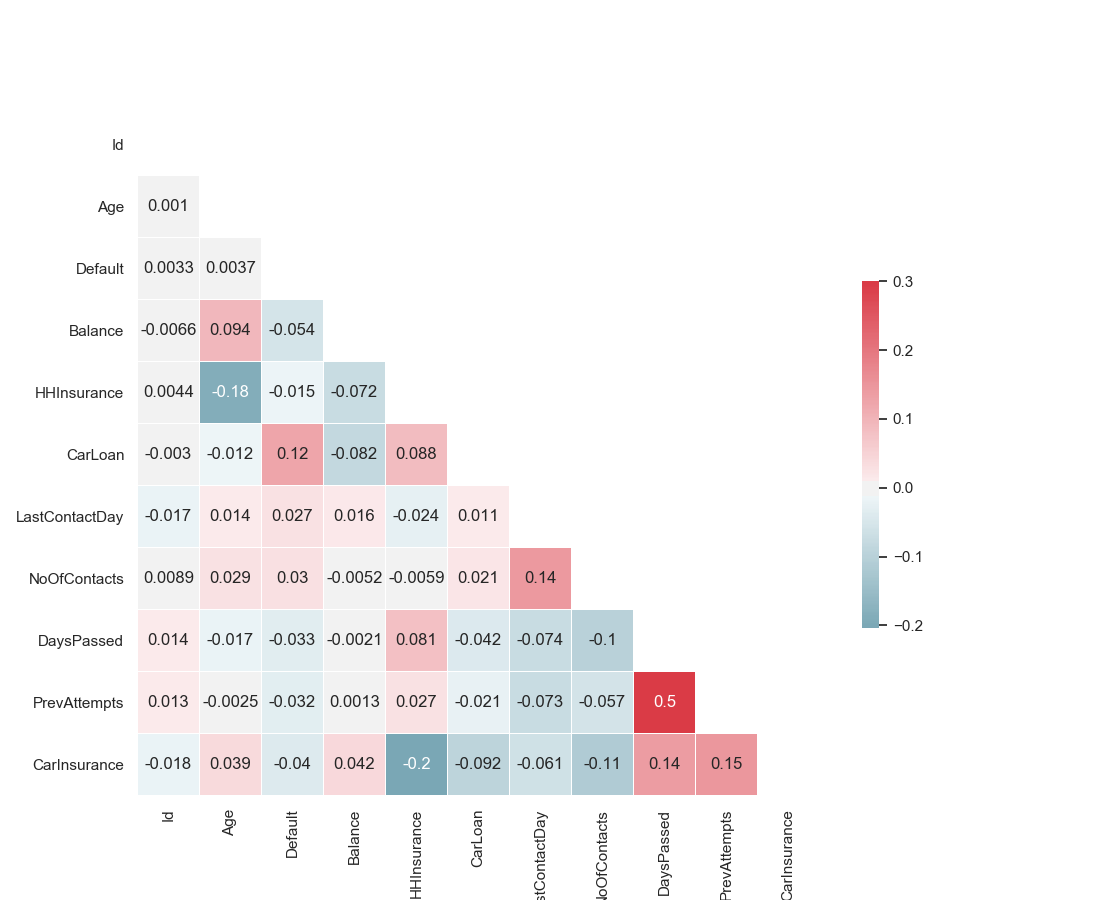 Id
Age 0.001
Default 0.0033 0.0037
0.3
Balance -0.0066 0.094 -0.054
0.2
HHInsurance 0.0044 -0.18 -0.015 -0.072
0.1
CarLoan -0.003 -0.012 0.12 -0.082 0.088
0.0
LastContactDay -0.017 0.014 0.027 0.016 -0.024 0.011
−0.1
NoOfContacts 0.0089 0.029 0.03 -0.0052 -0.0059 0.021 0.14
−0.2
DaysPassed 0.014 -0.017 -0.033 -0.0021 0.081 -0.042 -0.074 -0.1
PrevAttempts 0.013 -0.0025 -0.032 0.0013 0.027 -0.021 -0.073 -0.057 0.5
CarInsurance -0.018 0.039 -0.04 0.042 -0.2 -0.092 -0.061 -0.11 0.14 0.15
Id
Age
Default
Balance
HHInsurance
CarLoan
stContactDay
NoOfContacts
DaysPassed
PrevAttempts
CarInsurance